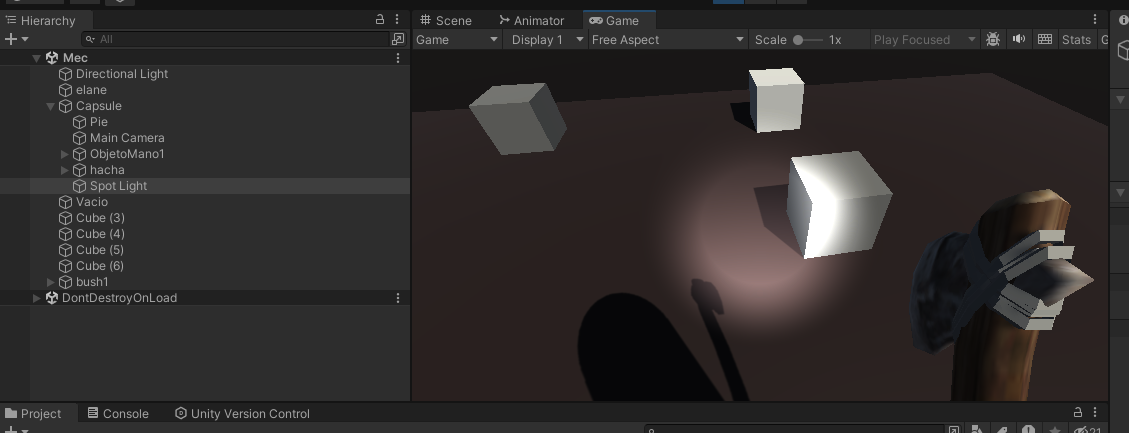 Hierarchy
All
Mec
Directional Light
elane
Capsule
Pie
Main Camera
ObjetoMano1
hacha
Spot Light
Vacio
Cube (3)
Cube (4)
Cube (5)
Cube (6)
bush1
DontDestroyOnLoad
Scene Animator Game
Game Display 1 Free Aspect Scale 1x Play Focused Stats G
Project Console Unity Version Control
21